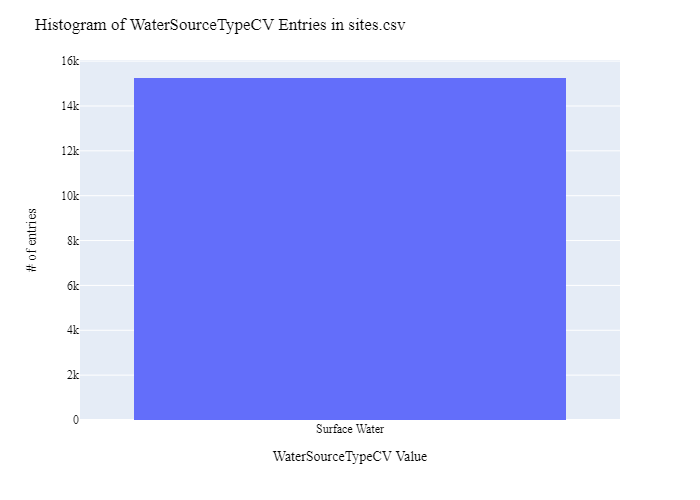 Histogram of WaterSourceTypeCV Entries in sites.csv
16k
14k
12k
10k
8k
6k
4k
2k
0
# of entries
Surface Water
WaterSourceTypeCV Value